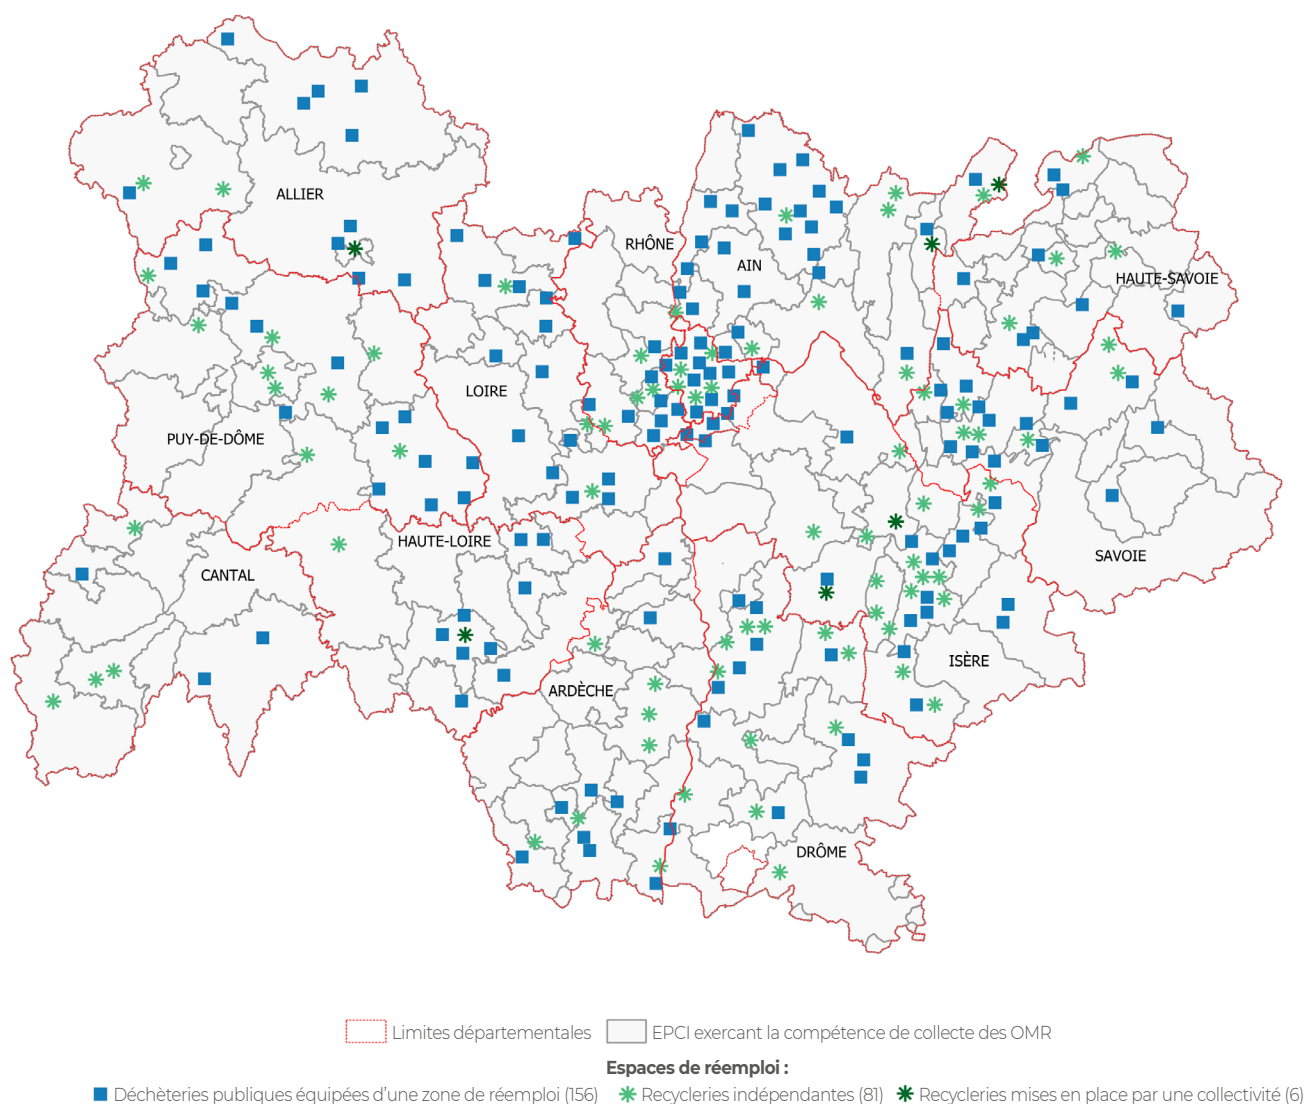 ALLIER
RHÔNE
AIN
HAUTE-SAVOIE
LOIRE
PUY-DE-DÔME
HAUTE-LOIRE
CANTAL
SAVOIE
ISÈRE
ARDÈCHE
DRÔME
Limites départementales
EPCI exercant la compétence de collecte des OMR
Espaces de réemploi :
Déchèteries publiques équipées d'une zone de réemploi (156)
Recycleries indépendantes (81)
Recycleries mises en place par une collectivité (6)